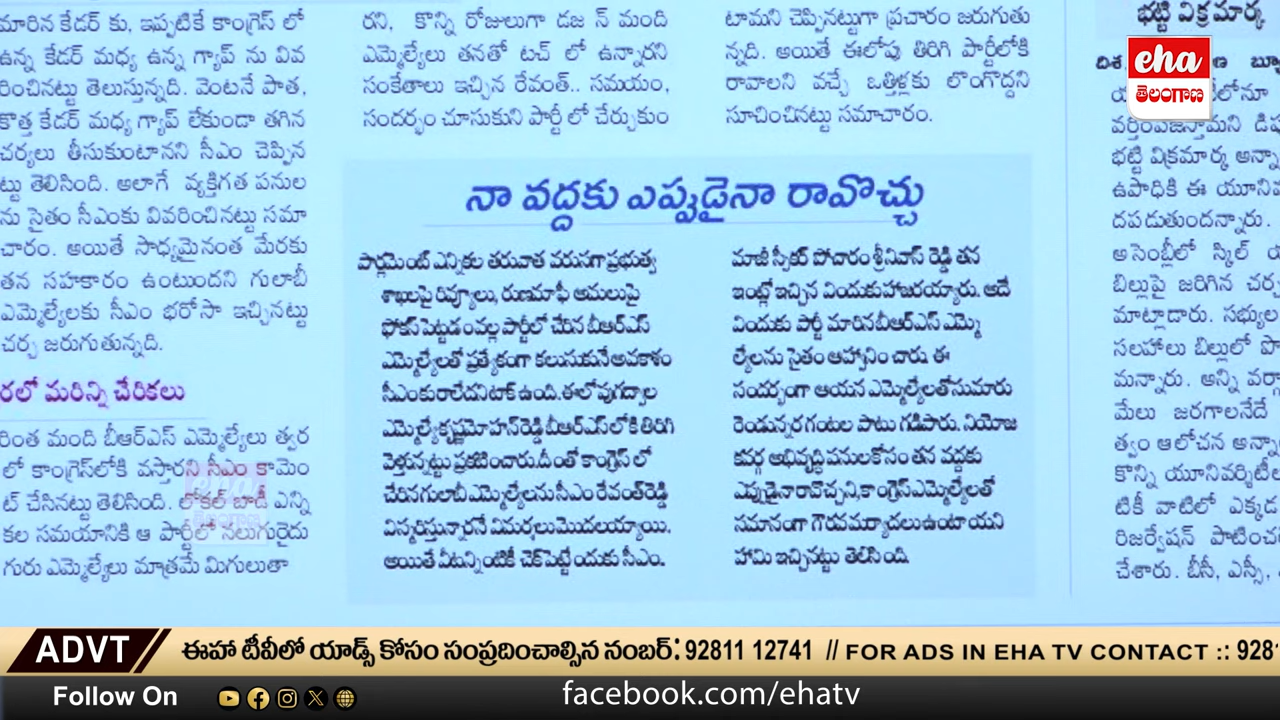 మారిన కేడర్ కు, ఇప్పటికే కాంగ్రెస్ లో
ఉన్న కేడర్ మధ్య ఉన్న గ్యాప్ ను వివ
రించినట్టు తెలుస్తున్నది. వెంటనే పాత,
కొత్త కేడర్ మధ్య గ్యాప్ లేకుండా తగిన
చర్యలు తీసుకుంటానని సీఎం చెప్పిన
ట్టు తెలిసింది. అలాగే వ్యక్తిగత పనుల
ను సైతం సీఎంకు వివరించినట్టు సమా
చారం. అయితే సాధ్యమైనంత మేరకు
తన సహకారం ఉంటుందని గులాబీ
ఎమ్మెల్యేలకు సీఎం భరోసా ఇచ్చినట్టు
చర్చ జరుగుతున్నది.
రలో మరిన్ని చేరికలు
రింత మంది బీఆర్ఎస్ ఎమ్మెల్యేలు త్వర
లో కాంగ్రెస్‌లోకి వస్తారని సీఎం కామెం
ట్ చేసినట్టు తెలిసింది. లోకల్ బాడీ ఎన్ని
కల సమయానికి ఆ పార్టీలో నలుగురైదు
గురు ఎమ్మెల్యేలు మాత్రమే మిగులుతా
రని, కొన్ని రోజులుగా డజ న్ మంది
ఎమ్మెల్యేలు తనతో టచ్ లో ఉన్నారని
సంకేతాలు ఇచ్చిన రేవంత్.. సమయం,
సందర్భం చూసుకుని పార్టీ లో చేర్చుకుం
టామని చెప్పినట్టుగా ప్రచారం జరుగుతు
న్నది. అయితే ఈలోపు తిరిగి పార్టీలోకి
రావాలని వచ్చే ఒత్తిళ్లకు లొంగొద్దని
సూచించినట్టు సమాచారం.
నా వద్దకు ఎప్పుడైనా రావొచ్చు
పార్లమెంట్ ఎన్నికల తరువాత వరుసగా ప్రభుత్వ
శాఖలపై రివ్యూలు, రుణమాఫీ అమలుపై
ఫోకస్ పెట్టడం వల్ల పార్టీలో చేరిన బీఆర్ఎస్
ఎమ్మెల్యేలతో ప్రత్యేకంగా కలుసుకునే అవకాశం
సీఎంకు రాలేదని టాక్ ఉంది. ఈలోపు గద్వాల
ఎమ్మెల్యే కృష్ణమోహన్‌రెడ్డి బీఆర్ఎస్ లోకి తిరిగి
వెళ్తున్నట్టు ప్రకటించారు. దీంతో కాంగ్రెస్ లో
చేరిన గులాబీ ఎమ్మెల్యేలను సీఎం రేవంత్‌రెడ్డి
విస్మరిస్తున్నారనే విమర్శలు మొదలయ్యాయి.
అయితే వీటన్నింటికీ చెక్ పెట్టేందుకు సీఎం.
మాజీ స్పీకర్ పోచారం శ్రీనివాస్ రెడ్డి తన
ఇంట్లో ఇచ్చిన విందుకు హాజరయ్యారు. అదే
విందుకు పార్టీ మారిన బీఆర్ఎస్ ఎమ్మె
ల్యేలను సైతం ఆహ్వానిం చారు. ఈ
సందర్భంగా ఆయన ఎమ్మెల్యేలతో సుమారు
రెండున్నర గంటల పాటు గడిపారు. నియోజ
కవర్గ అభివృద్ధి పనుల కోసం తన వద్దకు
ఎప్పుడైనా రావొచ్చని, కాంగ్రెస్ ఎమ్మెల్యేలతో
సమానంగా గౌరవ మర్యాదలు ఉంటాయని
హామి ఇచ్చినట్టు తెలిసింది.
భట్టి విక్రమార్క
వర్తింపజేస్తామని డిప
భట్టి విక్రమార్క అన్నా
ఉపాధికి ఈ యూనివ
దపడుతుందన్నారు.
అసెంబ్లీలో స్కిల్ య
బిల్లుపై జరిగిన చర్చ
మాట్లాడారు. సభ్యుల
సలహాలు బిల్లులో పొ
మన్నారు. అన్ని వర్గా
మేలు జరగాలనేదే
త్వం ఆలోచన అన్నా
కొన్ని యూనివర్శిటీ
టికీ వాటిలో ఎక్కడ
రిజర్వేషన్ పాటించ
చేశారు. బీసీ, ఎస్సీ,
eha
తెలంగాణ
ADVT
ఈహా టీవీలో యాడ్స్ కోసం సంప్రదించాల్సిన నంబర్: 92811 12741 // FOR ADS IN EHA TV CONTACT :: 9281
Follow On
facebook.com/ehatv